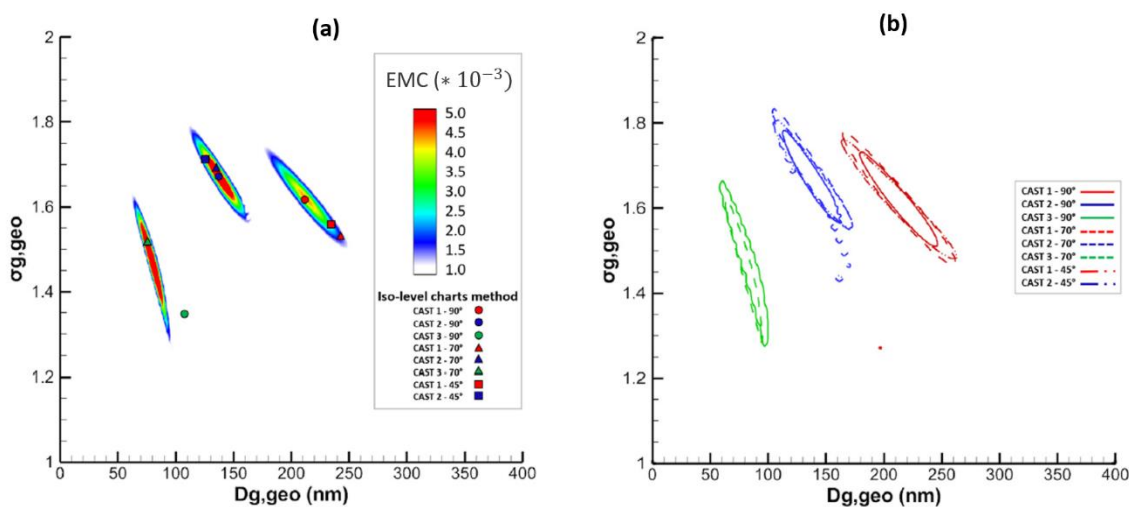 (a)
2
1.8
1.6
1.4
1.2
1
σg,geo
0 50 100 150 200 250 300 350 400
Dg,geo (nm)
EMC (∗ 10⁻³)
5.0
4.5
4.0
3.5
3.0
2.5
2.0
1.5
1.0
Iso-level charts method
CAST 1 - 90°
CAST 2 - 90°
CAST 3 - 90°
CAST 1 - 70°
CAST 2 - 70°
CAST 3 - 70°
CAST 1 - 45°
CAST 2 - 45°
(b)
2
1.8
1.6
1.4
1.2
1
σg,geo
0 50 100 150 200 250 300 350 400
Dg,geo (nm)
CAST 1 - 90°
CAST 2 - 90°
CAST 3 - 90°
CAST 1 - 70°
CAST 2 - 70°
CAST 3 - 70°
CAST 1 - 45°
CAST 2 - 45°